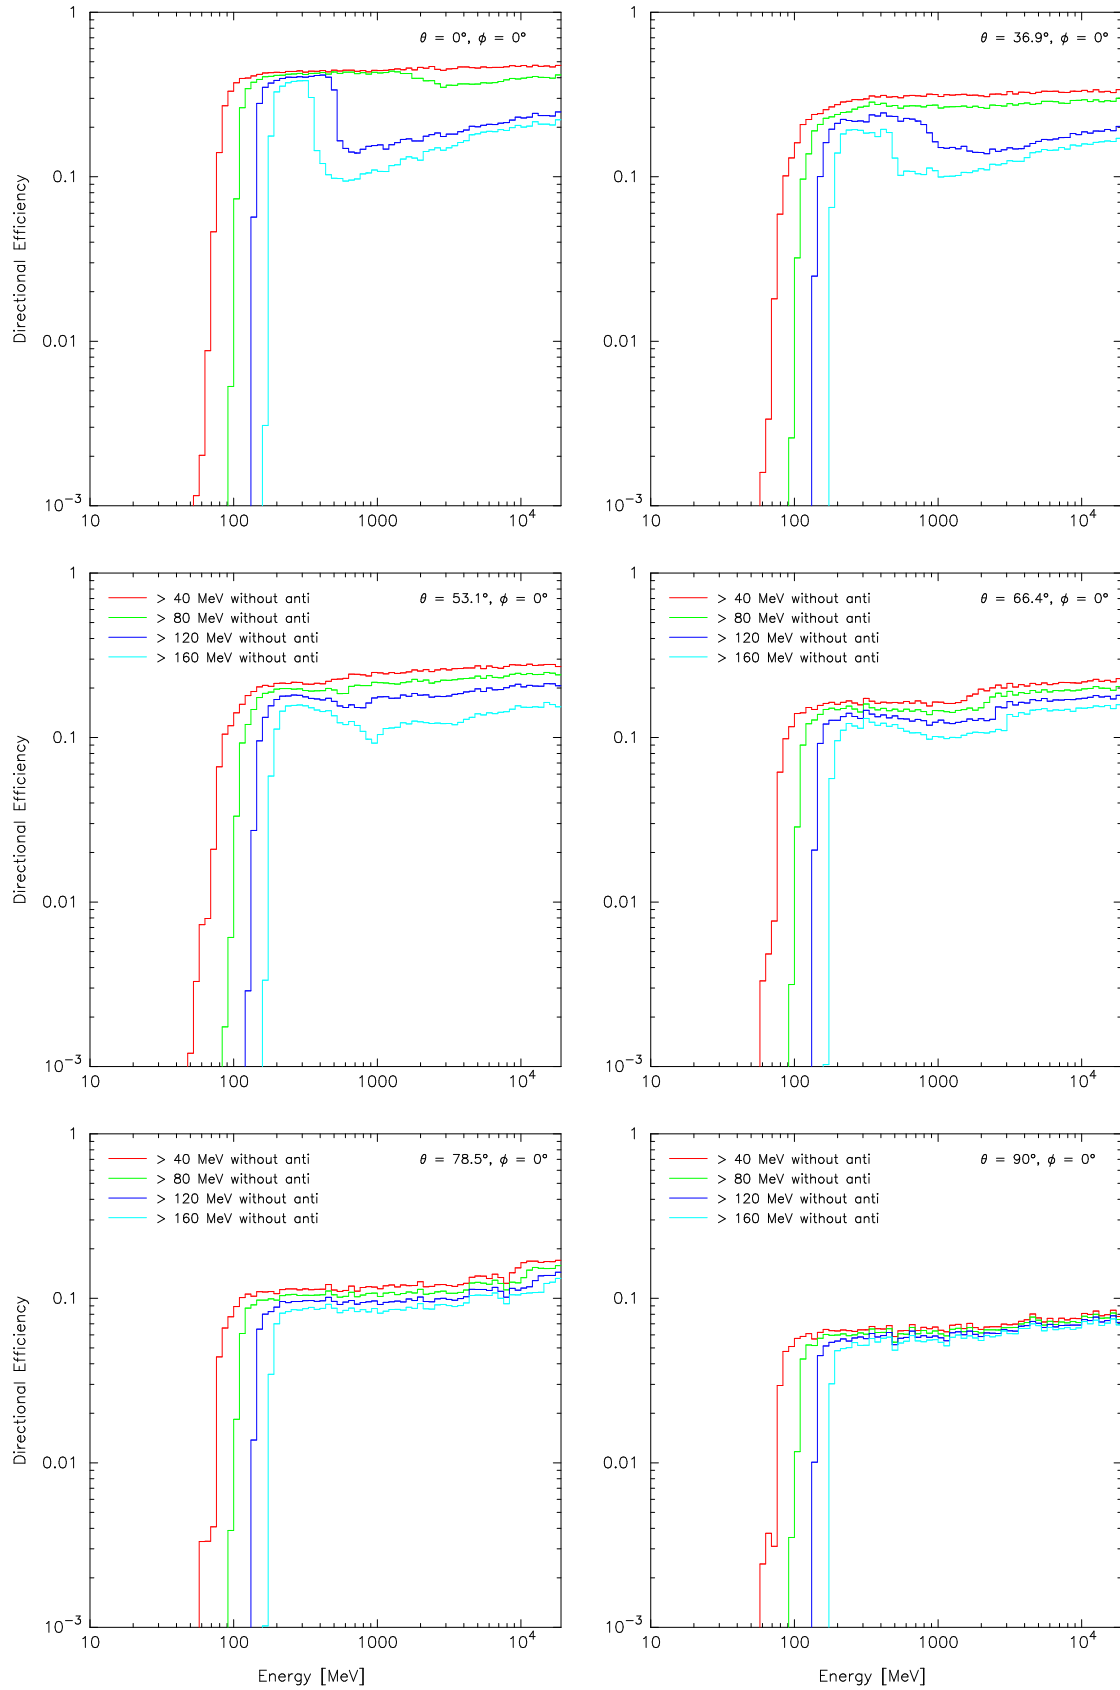 θ = 0°, ϕ = 0°
1
0.1
0.01
10⁻³
Directional Efficiency
10
100
1000
10⁴
θ = 36.9°, ϕ = 0°
1
0.1
0.01
10⁻³
10
100
1000
10⁴
θ = 53.1°, ϕ = 0°
> 40 MeV without anti
> 80 MeV without anti
> 120 MeV without anti
> 160 MeV without anti
1
0.1
0.01
10⁻³
Directional Efficiency
10
100
1000
10⁴
θ = 66.4°, ϕ = 0°
> 40 MeV without anti
> 80 MeV without anti
> 120 MeV without anti
> 160 MeV without anti
1
0.1
0.01
10⁻³
10
100
1000
10⁴
θ = 78.5°, ϕ = 0°
> 40 MeV without anti
> 80 MeV without anti
> 120 MeV without anti
> 160 MeV without anti
1
0.1
0.01
10⁻³
Directional Efficiency
10
100
1000
10⁴
Energy [MeV]
θ = 90°, ϕ = 0°
> 40 MeV without anti
> 80 MeV without anti
> 120 MeV without anti
> 160 MeV without anti
1
0.1
0.01
10⁻³
10
100
1000
10⁴
Energy [MeV]